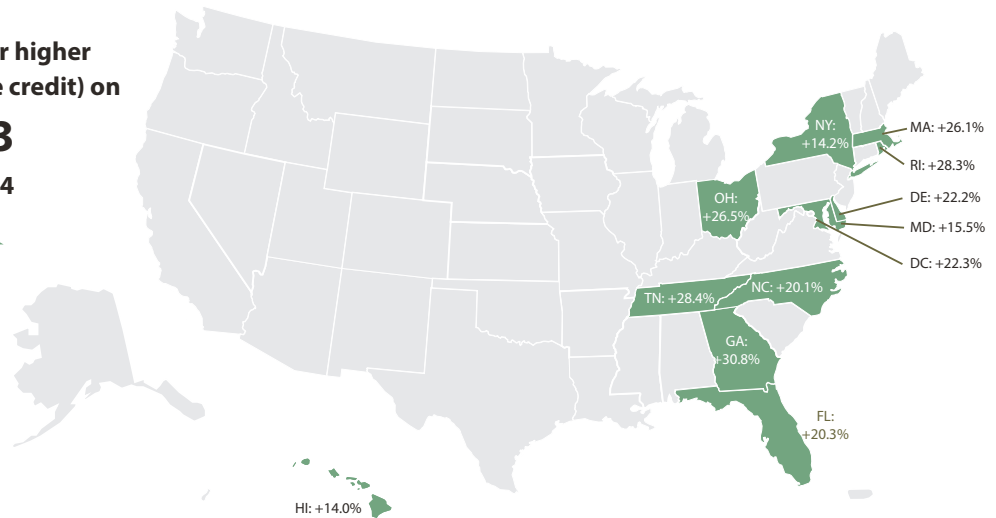 r higher
e credit) on
3
4
NY:
+14.2%
MA: +26.1%
RI: +28.3%
DE: +22.2%
MD: +15.5%
DC: +22.3%
OH:
+26.5%
TN: +28.4%
NC: +20.1%
GA:
+30.8%
FL:
+20.3%
HI: +14.0%